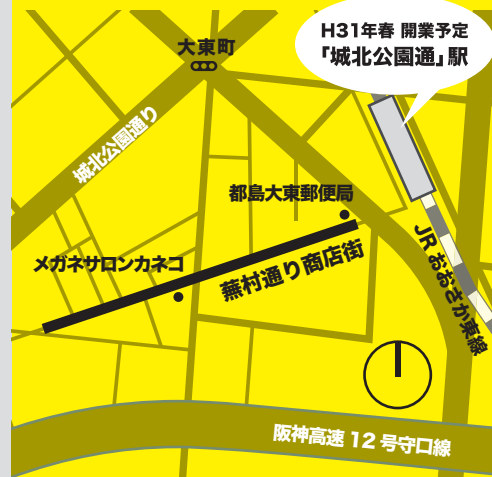 H31年春 開業予定
「城北公園通」駅
大東町
城北公園通り
都島大東郵便局
メガネサロンカネコ
蕪村通り商店街
JRおおさか東線
阪神高速 12 号守口線